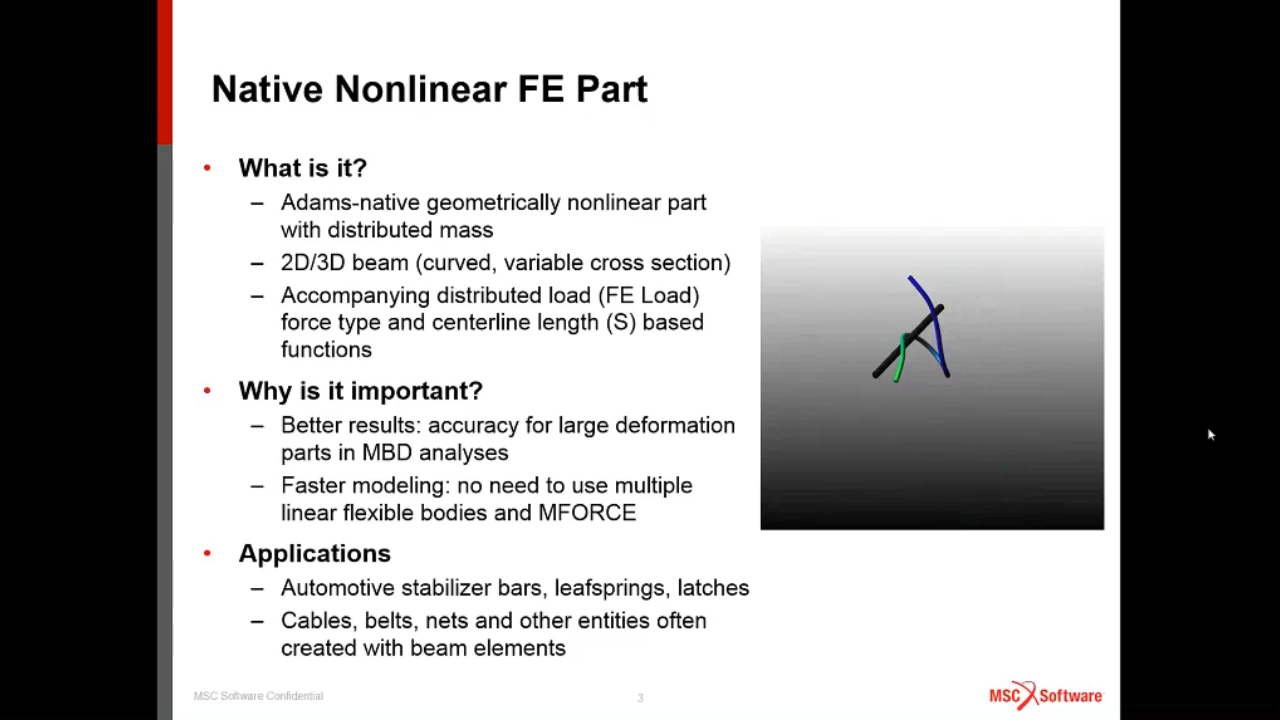 Native Nonlinear FE Part
• What is it?
– Adams-native geometrically nonlinear part
with distributed mass
– 2D/3D beam (curved, variable cross section)
– Accompanying distributed load (FE Load)
force type and centerline length (S) based
functions
• Why is it important?
– Better results: accuracy for large deformation
parts in MBD analyses
– Faster modeling: no need to use multiple
linear flexible bodies and MFORCE
• Applications
– Automotive stabilizer bars, leafsprings, latches
– Cables, belts, nets and other entities often
created with beam elements
MSC Software Confidential
3
MSC Software